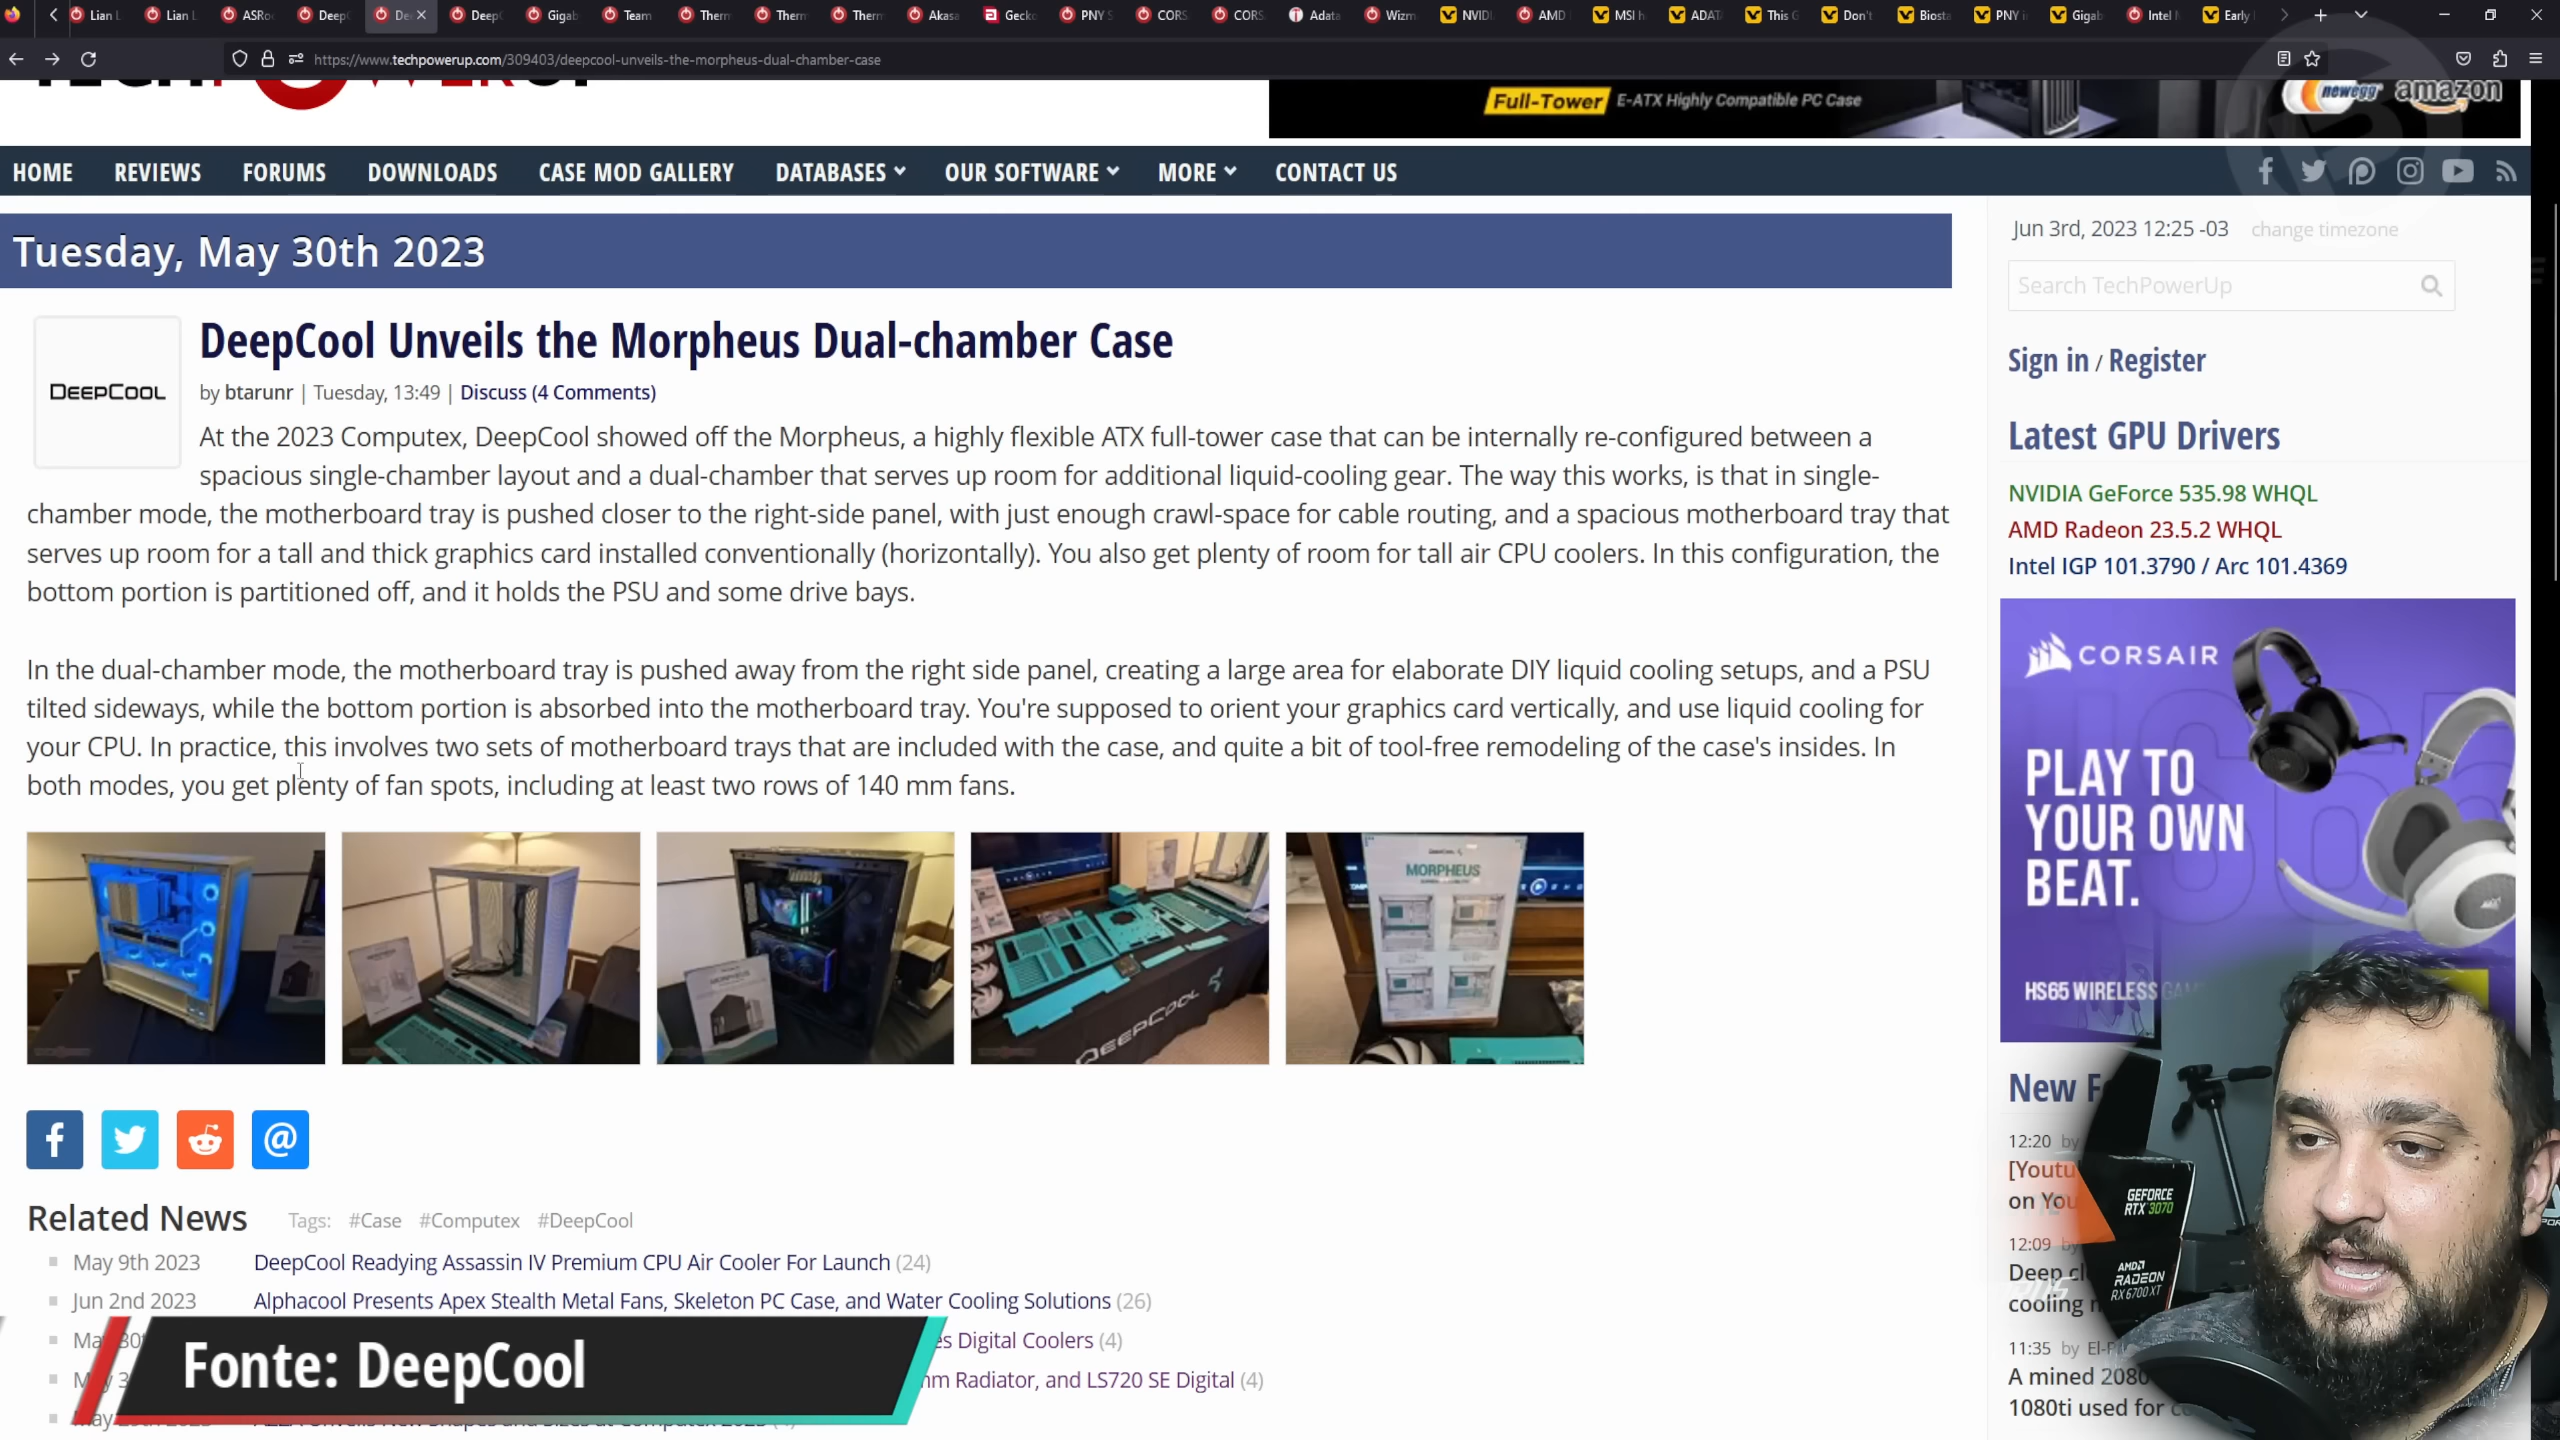 Lian L
Lian L
ASRoc
DeepC
De
DeepC
Gigab
Team
Therm
Therm
Therm
Akasa
Gecko
PNY S
CORS
CORS
Adata
Wizm
NVIDI
AMD
MSI h
ADAT
This G
Don't
Biosta
PNY i
Gigab
Intel
Early
https://www.techpowerup.com/309403/deepcool-unveils-the-morpheus-dual-chamber-case
Full-Tower E-ATX Highly Compatible PC Case
newegg amazon
HOME REVIEWS FORUMS DOWNLOADS CASE MOD GALLERY DATABASES OUR SOFTWARE MORE CONTACT US
Tuesday, May 30th 2023
DEEPCOOL
DeepCool Unveils the Morpheus Dual-chamber Case
by btarunr | Tuesday, 13:49 | Discuss (4 Comments)
At the 2023 Computex, DeepCool showed off the Morpheus, a highly flexible ATX full-tower case that can be internally re-configured between a
spacious single-chamber layout and a dual-chamber that serves up room for additional liquid-cooling gear. The way this works, is that in single-
chamber mode, the motherboard tray is pushed closer to the right-side panel, with just enough crawl-space for cable routing, and a spacious motherboard tray that
serves up room for a tall and thick graphics card installed conventionally (horizontally). You also get plenty of room for tall air CPU coolers. In this configuration, the
bottom portion is partitioned off, and it holds the PSU and some drive bays.
In the dual-chamber mode, the motherboard tray is pushed away from the right side panel, creating a large area for elaborate DIY liquid cooling setups, and a PSU
tilted sideways, while the bottom portion is absorbed into the motherboard tray. You're supposed to orient your graphics card vertically, and use liquid cooling for
your CPU. In practice, this involves two sets of motherboard trays that are included with the case, and quite a bit of tool-free remodeling of the case's insides. In
both modes, you get plenty of fan spots, including at least two rows of 140 mm fans.
MORPHEUS
DEEPCOOL
MORPHEUS
Related News Tags: #Case #Computex #DeepCool
May 9th 2023 DeepCool Readying Assassin IV Premium CPU Air Cooler For Launch (24)
Jun 2nd 2023 Alphacool Presents Apex Stealth Metal Fans, Skeleton PC Case, and Water Cooling Solutions (26)
es Digital Coolers (4)
mm Radiator, and LS720 SE Digital (4)
Fonte: DeepCool
Jun 3rd, 2023 12:25 -03 change timezone
Search TechPowerUp
Sign in / Register
Latest GPU Drivers
NVIDIA GeForce 535.98 WHQL
AMD Radeon 23.5.2 WHQL
Intel IGP 101.3790 / Arc 101.4369
CORSAIR
PLAY TO
YOUR OWN
BEAT.
HS65 WIRELESS
New F
12:20 by
[Youtu
on You
12:09 by
Deep cl
cooling
11:35 by El-
A mined 2080
1080ti used for
GEFORCE
RTX 3070
AMD
RADEON
RX 6700 XT